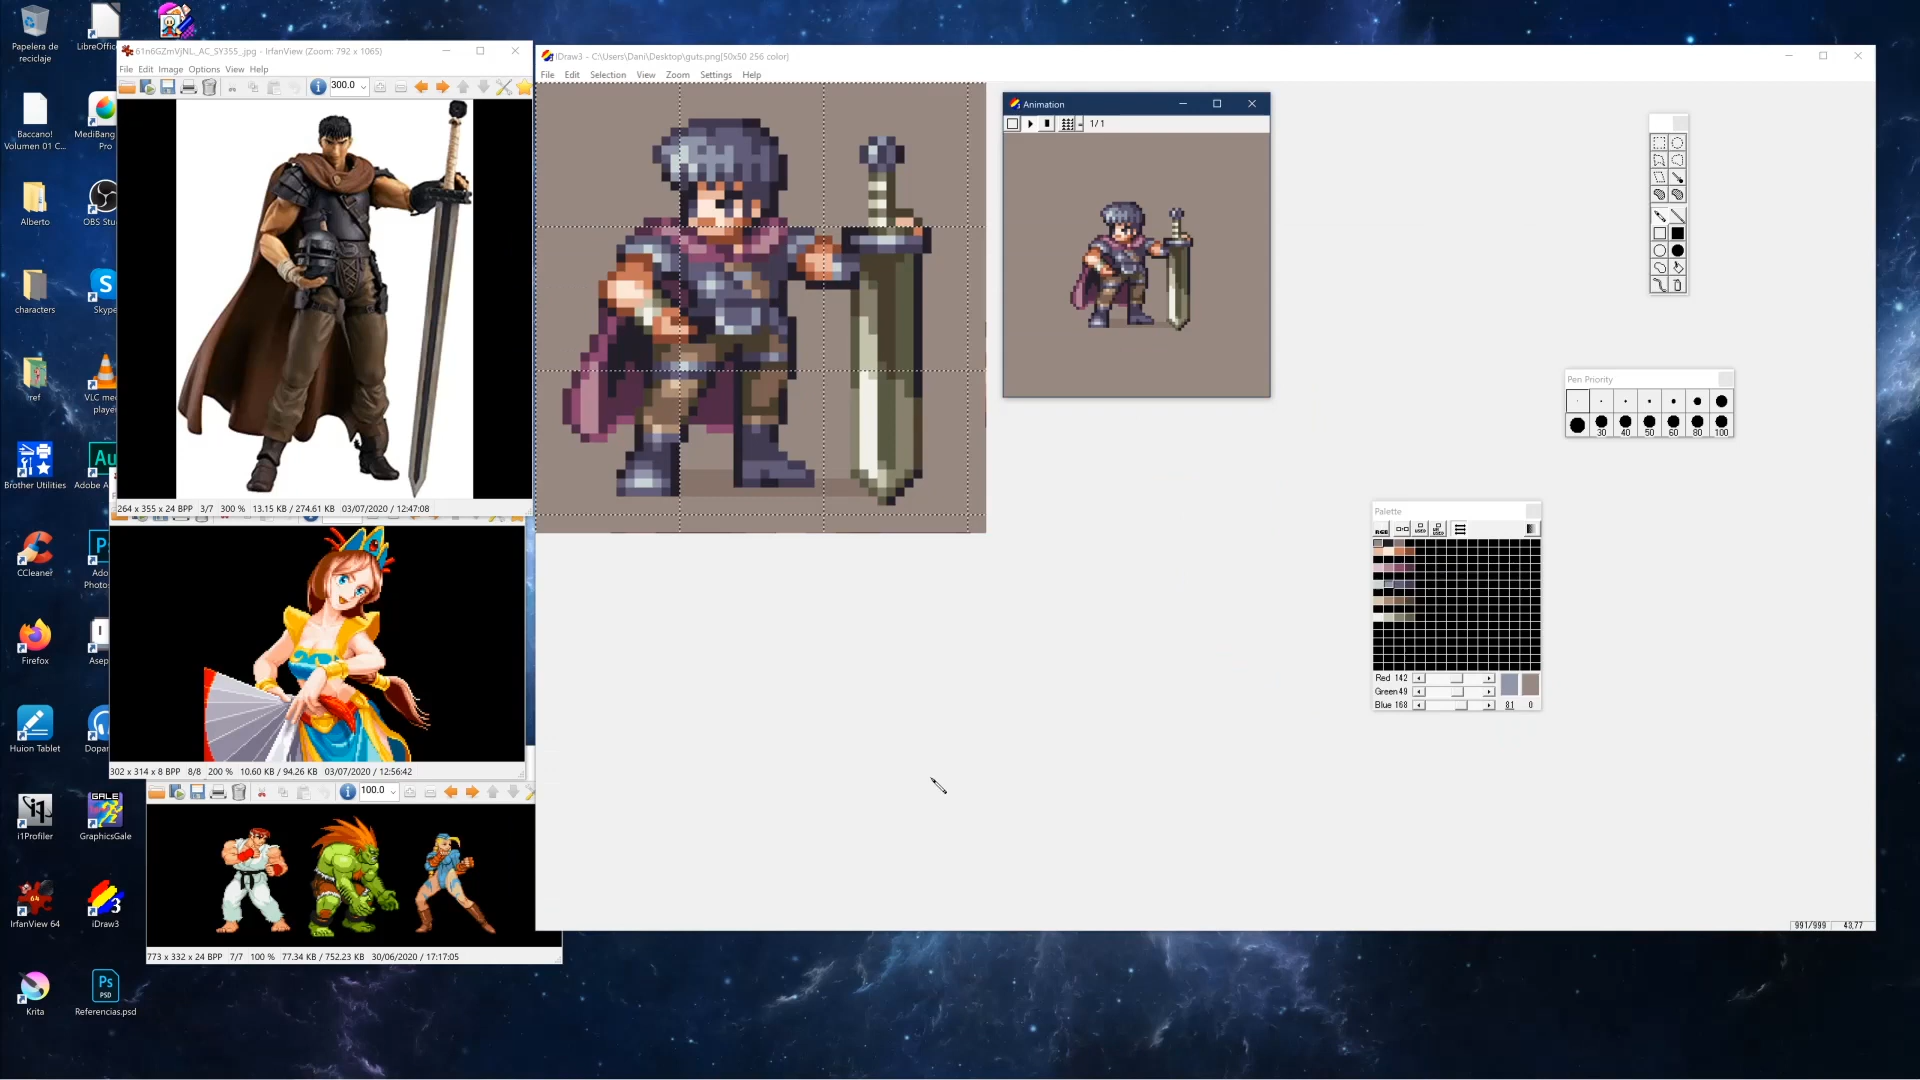 Papelera de
reciclaje
LibreOffic
Baccano!
Volumen 01 C...
MediBang
Pro
Alberto
OBS Stu
characters
Skype
ref
VLC me
player
Brother Utilities
Adobe A
CCleaner
Ado
Photos
Firefox
Asep
Huion Tablet
Dopar
i1Profiler
GraphicsGale
IrfanView 64
iDraw3
Krita
Referencias.psd
61n6GZmVjNL._AC_SY355_.jpg - IrfanView (Zoom: 792 x 1065)
File Edit Image Options View Help
300.0
264 x 355 x 24 BPP 3/7 300 % 13.15 KB / 274.61 KB 03/07/2020 / 12:47:08
302 x 314 x 8 BPP 8/8 200 % 10.60 KB / 94.26 KB 03/07/2020 / 12:56:42
100.0
773 x 332 x 24 BPP 7/7 100 % 77.34 KB / 752.23 KB 30/06/2020 / 17:17:05
iDraw3 - C:\Users\Dani\Desktop\guts.png[50x50 256 color]
File Edit Selection View Zoom Settings Help
Animation
1/1
Pen Priority
30 40 50 60 80 100
Palette
RGB
USED
Red 142
Green 49
Blue 168
81 0
991/999 43,77